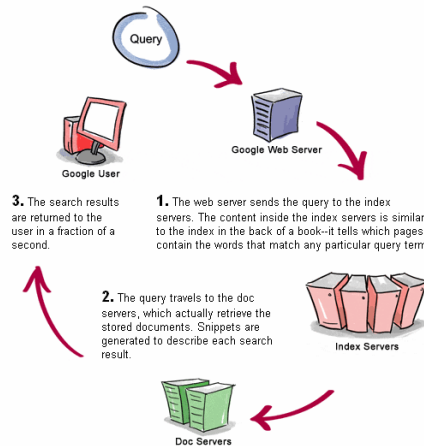 Query
Google Web Server
Google User
1. The web server sends the query to the index
servers. The content inside the index servers is similar
to the index in the back of a book--it tells which pages
contain the words that match any particular query term
3. The search results
are returned to the
user in a fraction of a
second.
2. The query travels to the doc
servers, which actually retrieve the
stored documents. Snippets are
generated to describe each search
result.
Index Servers
Doc Servers